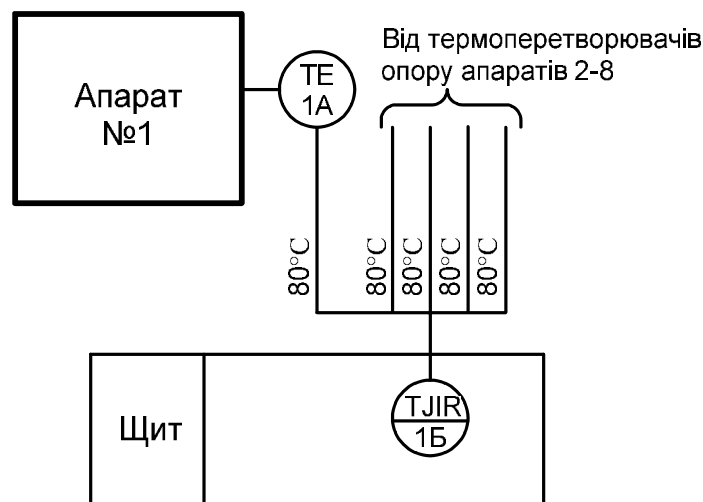 Апарат
№1
TE
1A
Від термоперетворювачів
опору апаратів 2-8
80°C
80°C
80°C
80°C
80°C
Щит
TJIR
1Б